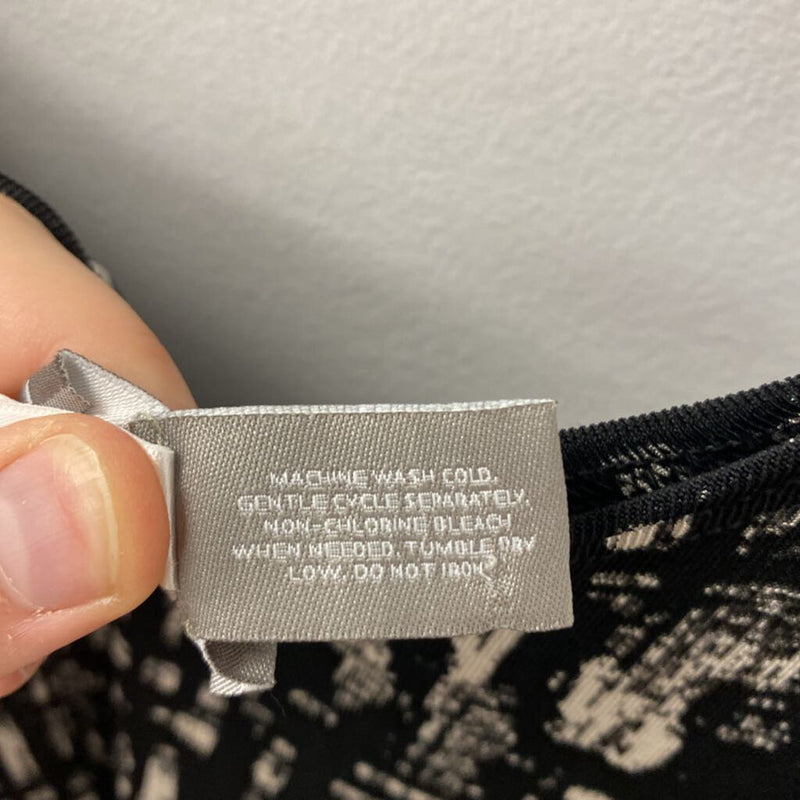 MACHINE WASH COLD,
GENTLE CYCLE SEPARATELY,
NON-CHLORINE BLEACH
WHEN NEEDED. TUMBLE DRY
LOW. DO NOT IRON